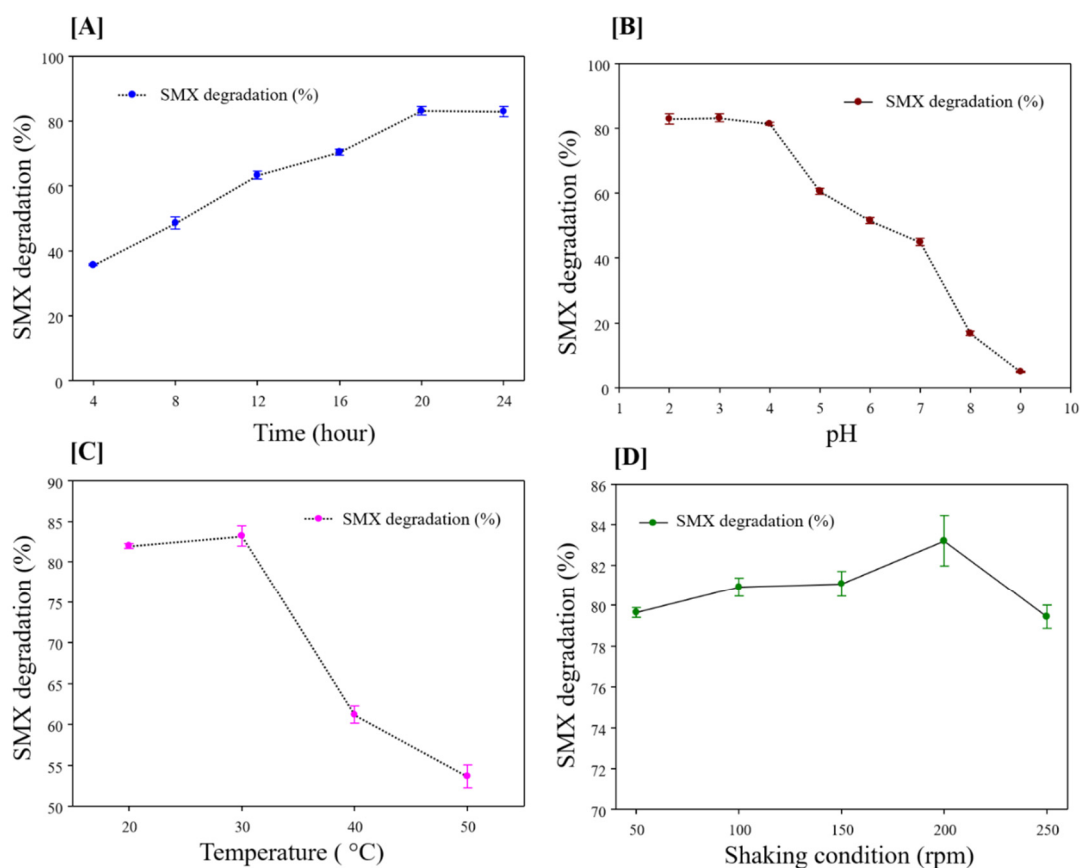 [A]
100
80
60
40
20
0
SMX degradation (%)
SMX degradation (%)
4 8 12 16 20 24
Time (hour)
[B]
100
80
60
40
20
0
SMX degradation (%)
SMX degradation (%)
1 2 3 4 5 6 7 8 9 10
pH
[C]
90
85
80
75
70
65
60
55
50
SMX degradation (%)
SMX degradation (%)
20 30 40 50
Temperature ( °C)
[D]
86
84
82
80
78
76
74
72
70
SMX degradation (%)
SMX degradation (%)
50 100 150 200 250
Shaking condition (rpm)